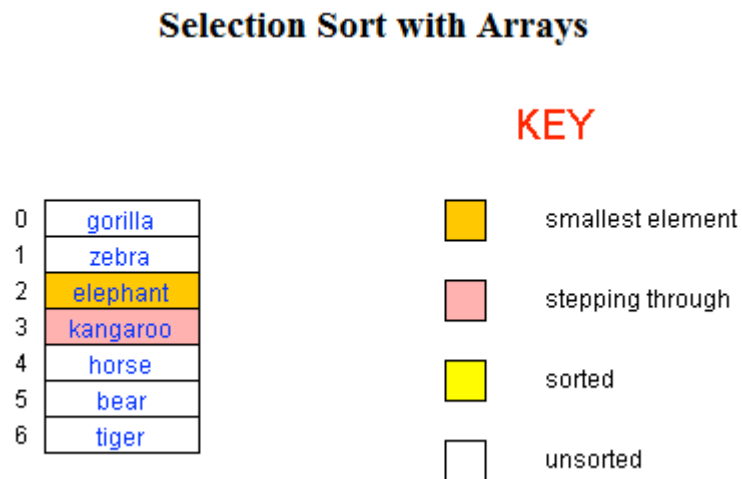 Selection Sort with Arrays
KEY
0 gorilla
1 zebra
2 elephant
3 kangaroo
4 horse
5 bear
6 tiger
smallest element
stepping through
sorted
unsorted